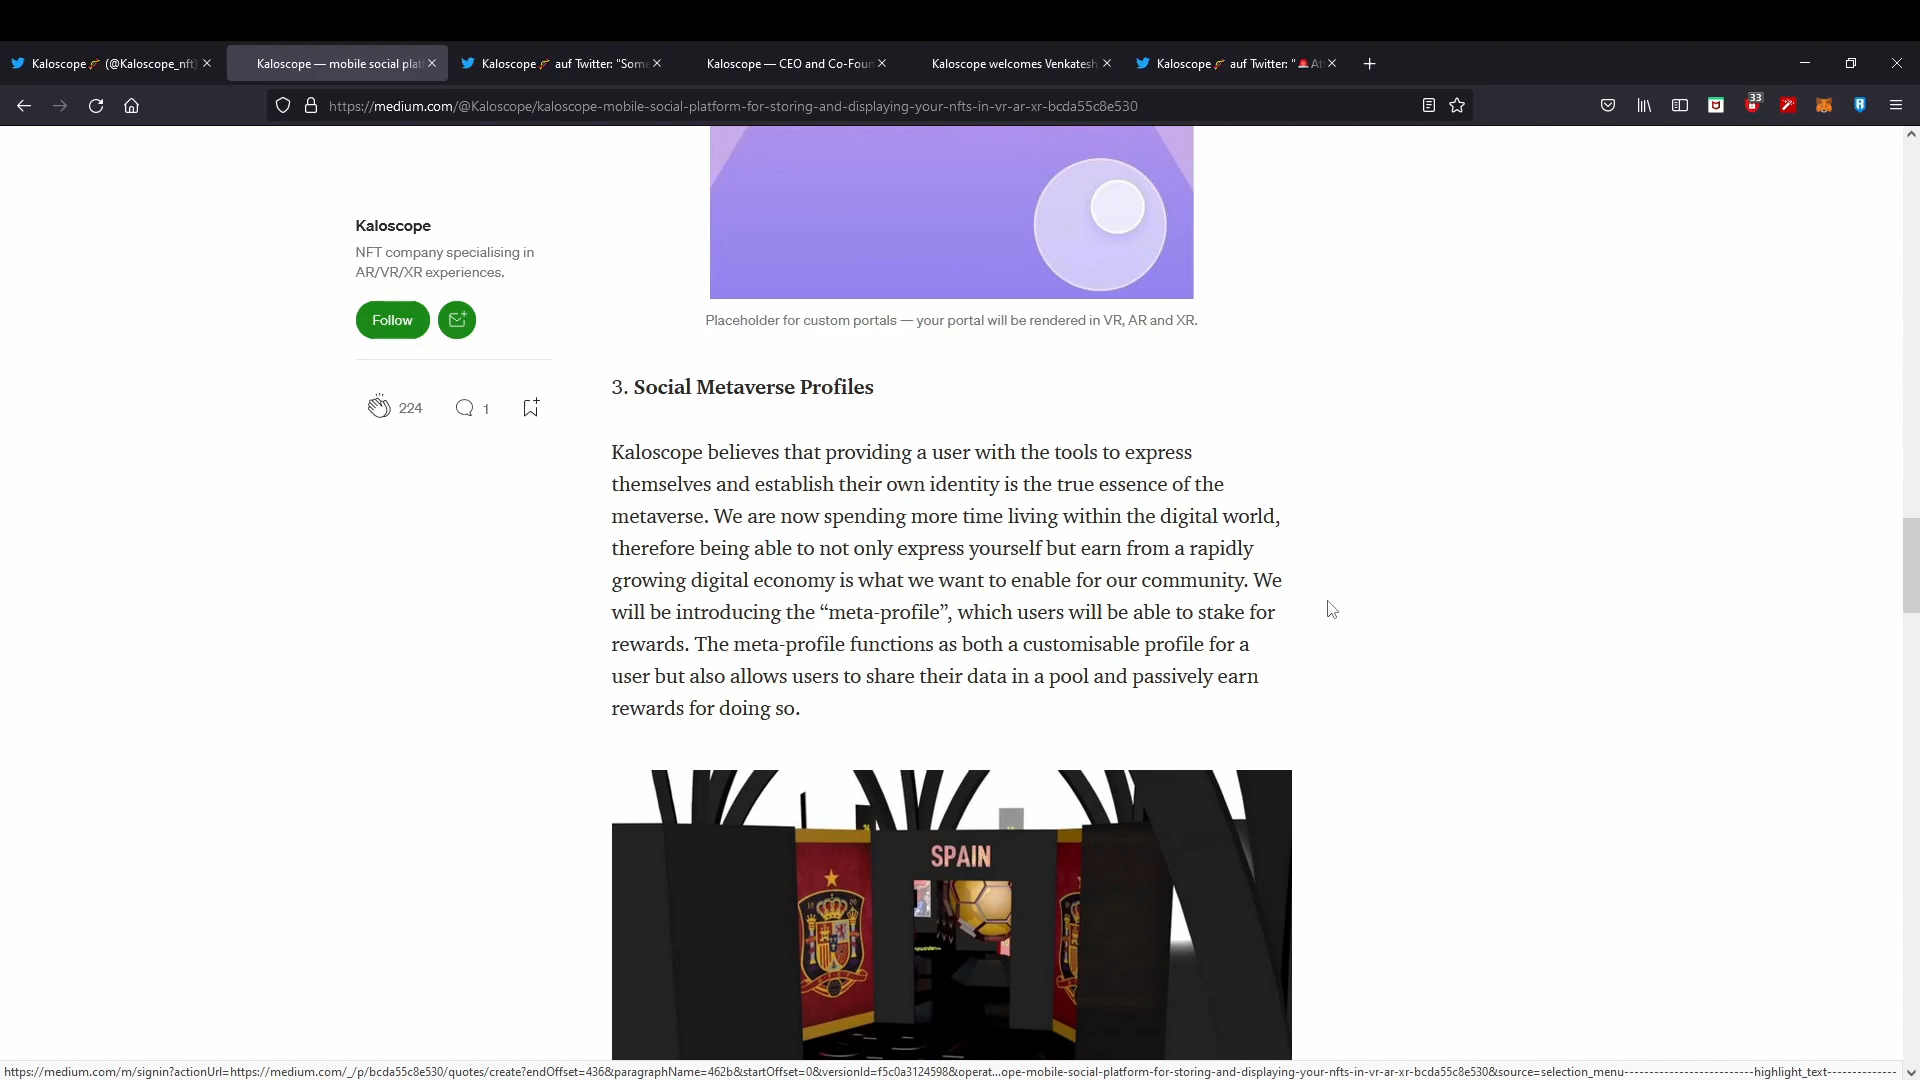 Kaloscope (@Kaloscope_nft)
Kaloscope — mobile social plat
Kaloscope auf Twitter: "Some
Kaloscope — CEO and Co-Foun
Kaloscope welcomes Venkatesh
Kaloscope auf Twitter: "
https://medium.com/@Kaloscope/kaloscope-mobile-social-platform-for-storing-and-displaying-your-nfts-in-vr-ar-xr-bcda55c8e530
33
Kaloscope
NFT company specialising in
AR/VR/XR experiences.
Follow
224
1
Placeholder for custom portals — your portal will be rendered in VR, AR and XR.
3. Social Metaverse Profiles
Kaloscope believes that providing a user with the tools to express
themselves and establish their own identity is the true essence of the
metaverse. We are now spending more time living within the digital world,
therefore being able to not only express yourself but earn from a rapidly
growing digital economy is what we want to enable for our community. We
will be introducing the “meta-profile”, which users will be able to stake for
rewards. The meta-profile functions as both a customisable profile for a
user but also allows users to share their data in a pool and passively earn
rewards for doing so.
SPAIN
https://medium.com/m/signin?actionUrl=https://medium.com/_/p/bcda55c8e530/quotes/create?endOffset=436&paragraphName=462b&startOffset=0&versionId=f5c0a3124598&operat...ope-mobile-social-platform-for-storing-and-displaying-your-nfts-in-vr-ar-xr-bcda55c8e530&source=selection_menu--------------------------highlight_text--------------